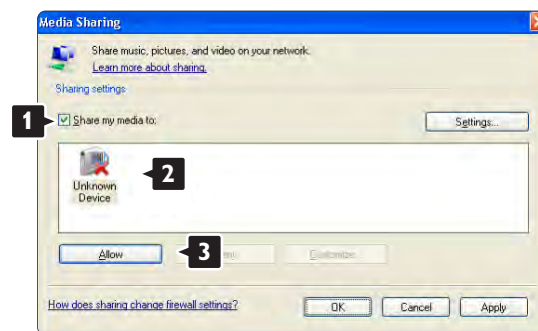 Media Sharing
Share music, pictures, and video on your network.
Learn more about sharing.
Sharing settings
1
Share my media to:
Settings...
Unknown
Device
2
Allow
3
Customize
How does sharing change firewall settings?
OK
Cancel
Apply